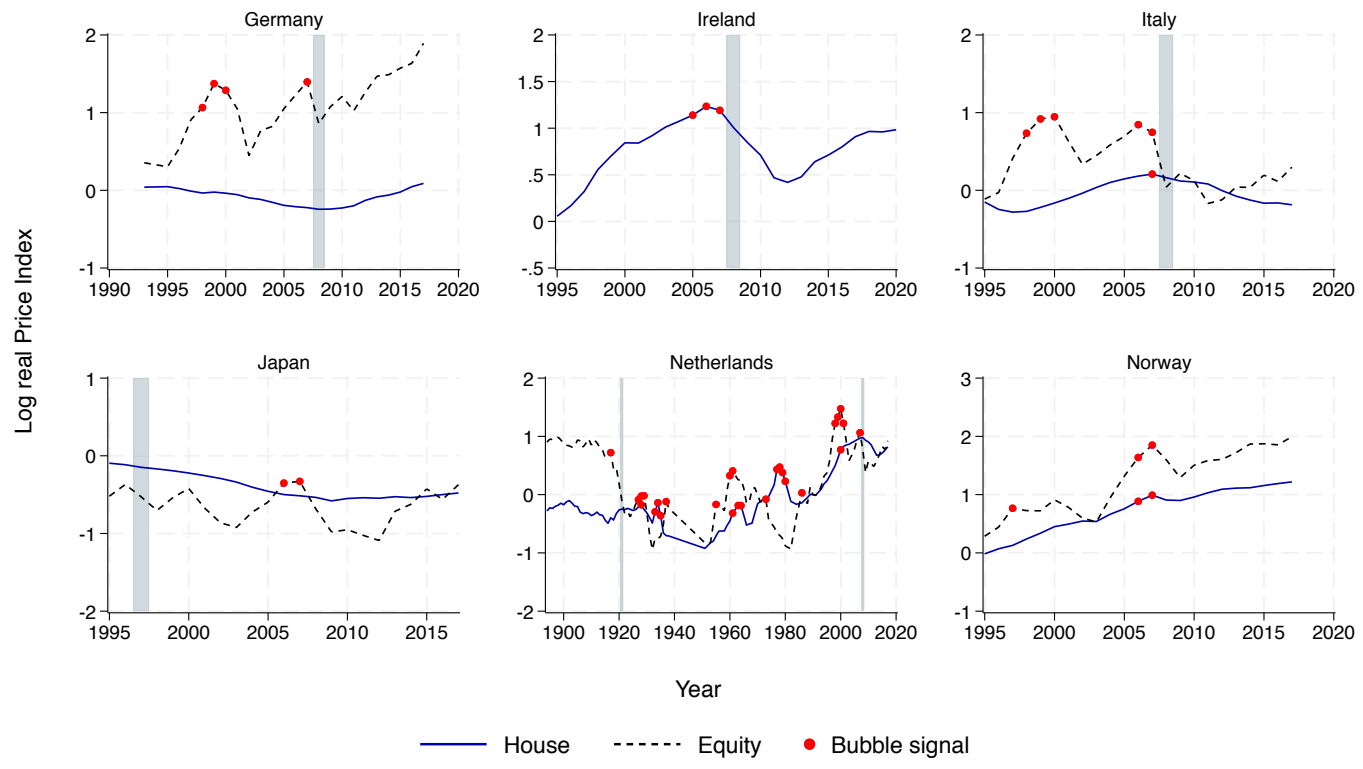 Germany
2
1
0
-1
1990 1995 2000 2005 2010 2015 2020
Ireland
2
1.5
1
.5
0
-.5
1995 2000 2005 2010 2015 2020
Italy
2
1
0
-1
1995 2000 2005 2010 2015 2020
Log real Price Index
Japan
1
0
-1
-2
1995 2000 2005 2010 2015
Netherlands
2
1
0
-1
-2
1900 1920 1940 1960 1980 2000 2020
Norway
3
2
1
0
-1
1995 2000 2005 2010 2015 2020
Year
House Equity Bubble signal